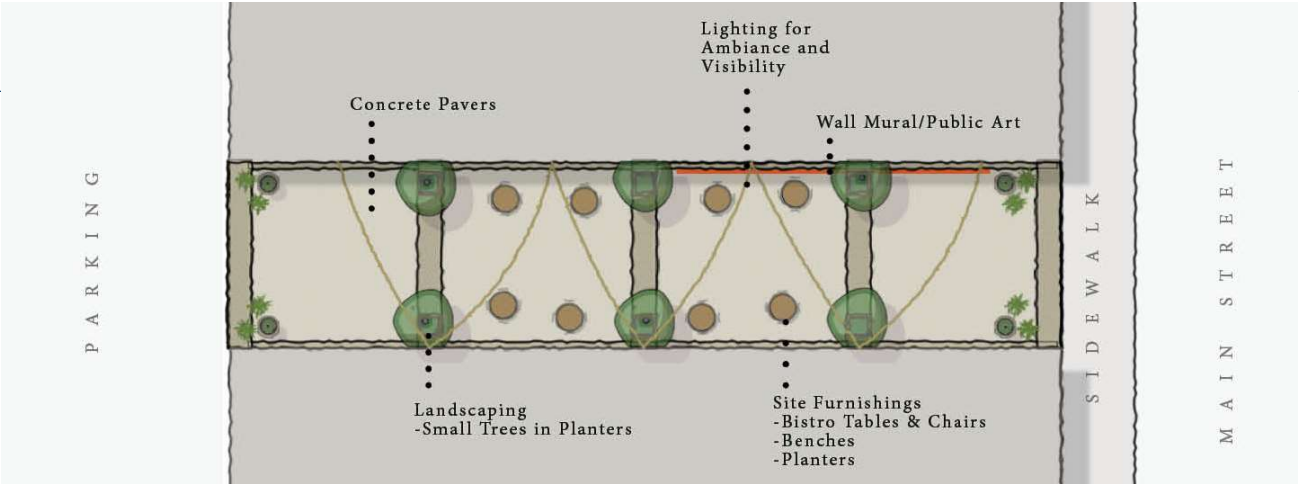 Lighting for
Ambiance and
Visibility
Concrete Pavers
Wall Mural/Public Art
PARKING
SIDEWALK
MAIN STREET
Landscaping
-Small Trees in Planters
Site Furnishings
-Bistro Tables & Chairs
-Benches
-Planters